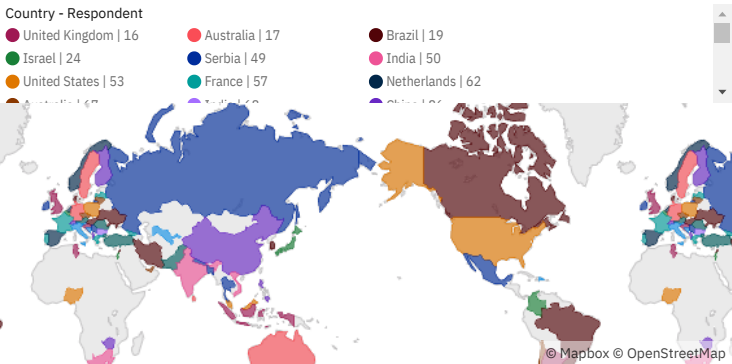 Country - Respondent
United Kingdom | 16 Australia | 17 Brazil | 19
Israel | 24 Serbia | 49 India | 50
United States | 53 France | 57 Netherlands | 62
© Mapbox © OpenStreetMap